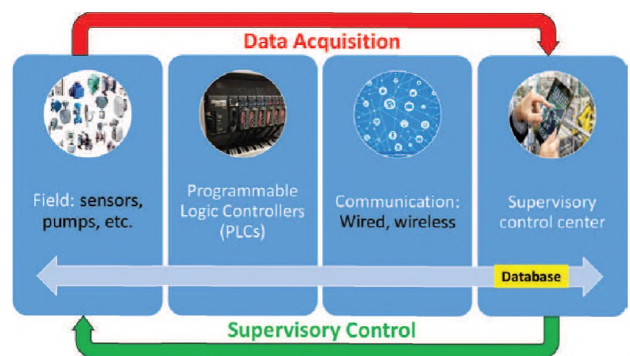 Data Acquisition
Field: sensors,
pumps, etc.
Programmable
Logic Controllers
(PLCs)
Communication:
Wired, wireless
Supervisory
control center
Database
Supervisory Control